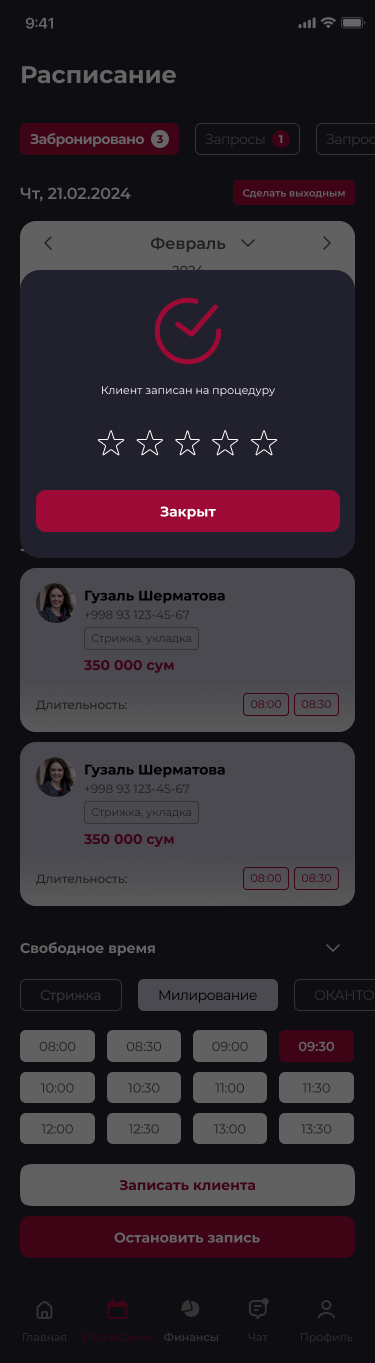 9:41
Расписание
Забронировано 3
Запросы 1
Запрос
Чт, 21.02.2024
Сделать выходным
Февраль
2024
Клиент записан на процедуру
Закрыт
Гузаль Шерматова
+998 93 123-45-67
Стрижка, укладка
350 000 сум
Длительность: 08:00 08:30
Гузаль Шерматова
+998 93 123-45-67
Стрижка, укладка
350 000 сум
Длительность: 08:00 08:30
Свободное время
Стрижка Милирование ОКАНТО
08:00 08:30 09:00 09:30
10:00 10:30 11:00 11:30
12:00 12:30 13:00 13:30
Записать клиента
Остановить запись
Главная Расписание Финансы Чат Профиль